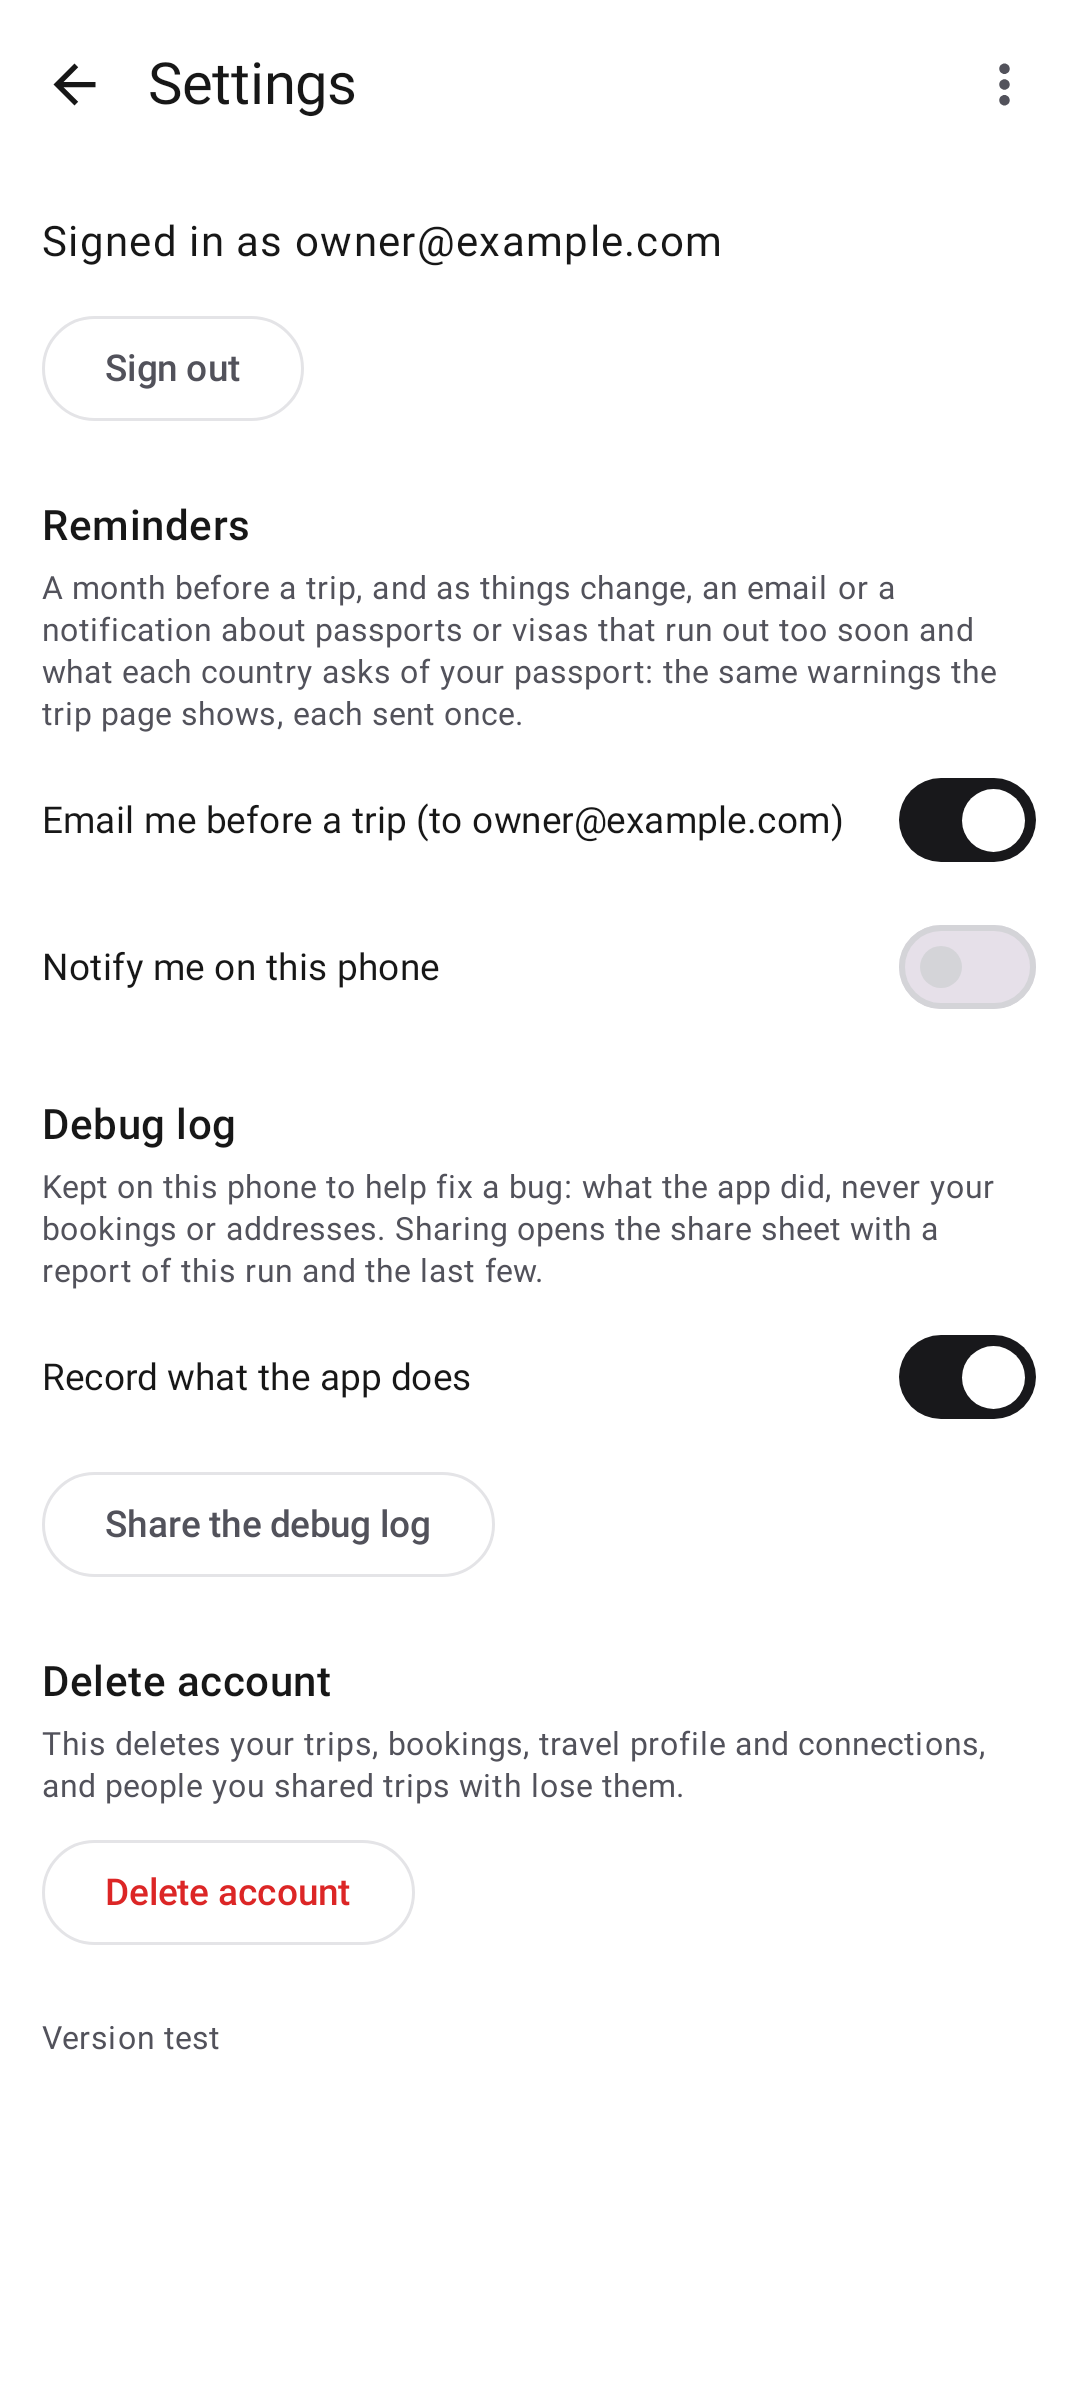 Settings
Signed in as owner@example.com
Sign out
Reminders
A month before a trip, and as things change, an email or a
notification about passports or visas that run out too soon and
what each country asks of your passport: the same warnings the
trip page shows, each sent once.
Email me before a trip (to owner@example.com)
Notify me on this phone
Debug log
Kept on this phone to help fix a bug: what the app did, never your
bookings or addresses. Sharing opens the share sheet with a
report of this run and the last few.
Record what the app does
Share the debug log
Delete account
This deletes your trips, bookings, travel profile and connections,
and people you shared trips with lose them.
Delete account
Version test